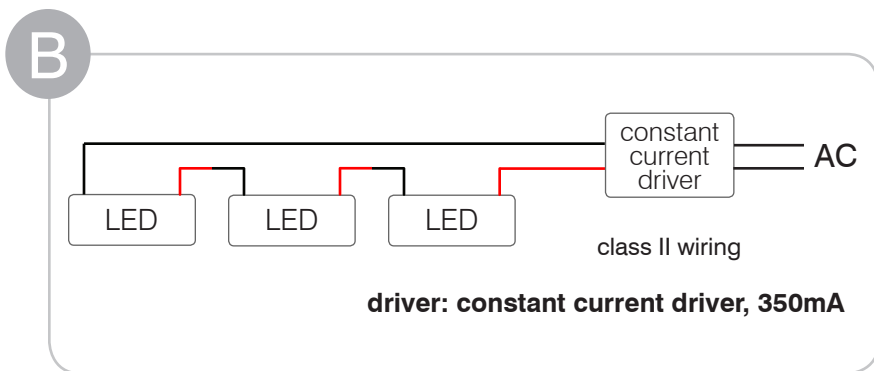 B
constant
current
driver
AC
LED
LED
LED
class II wiring
driver: constant current driver, 350mA